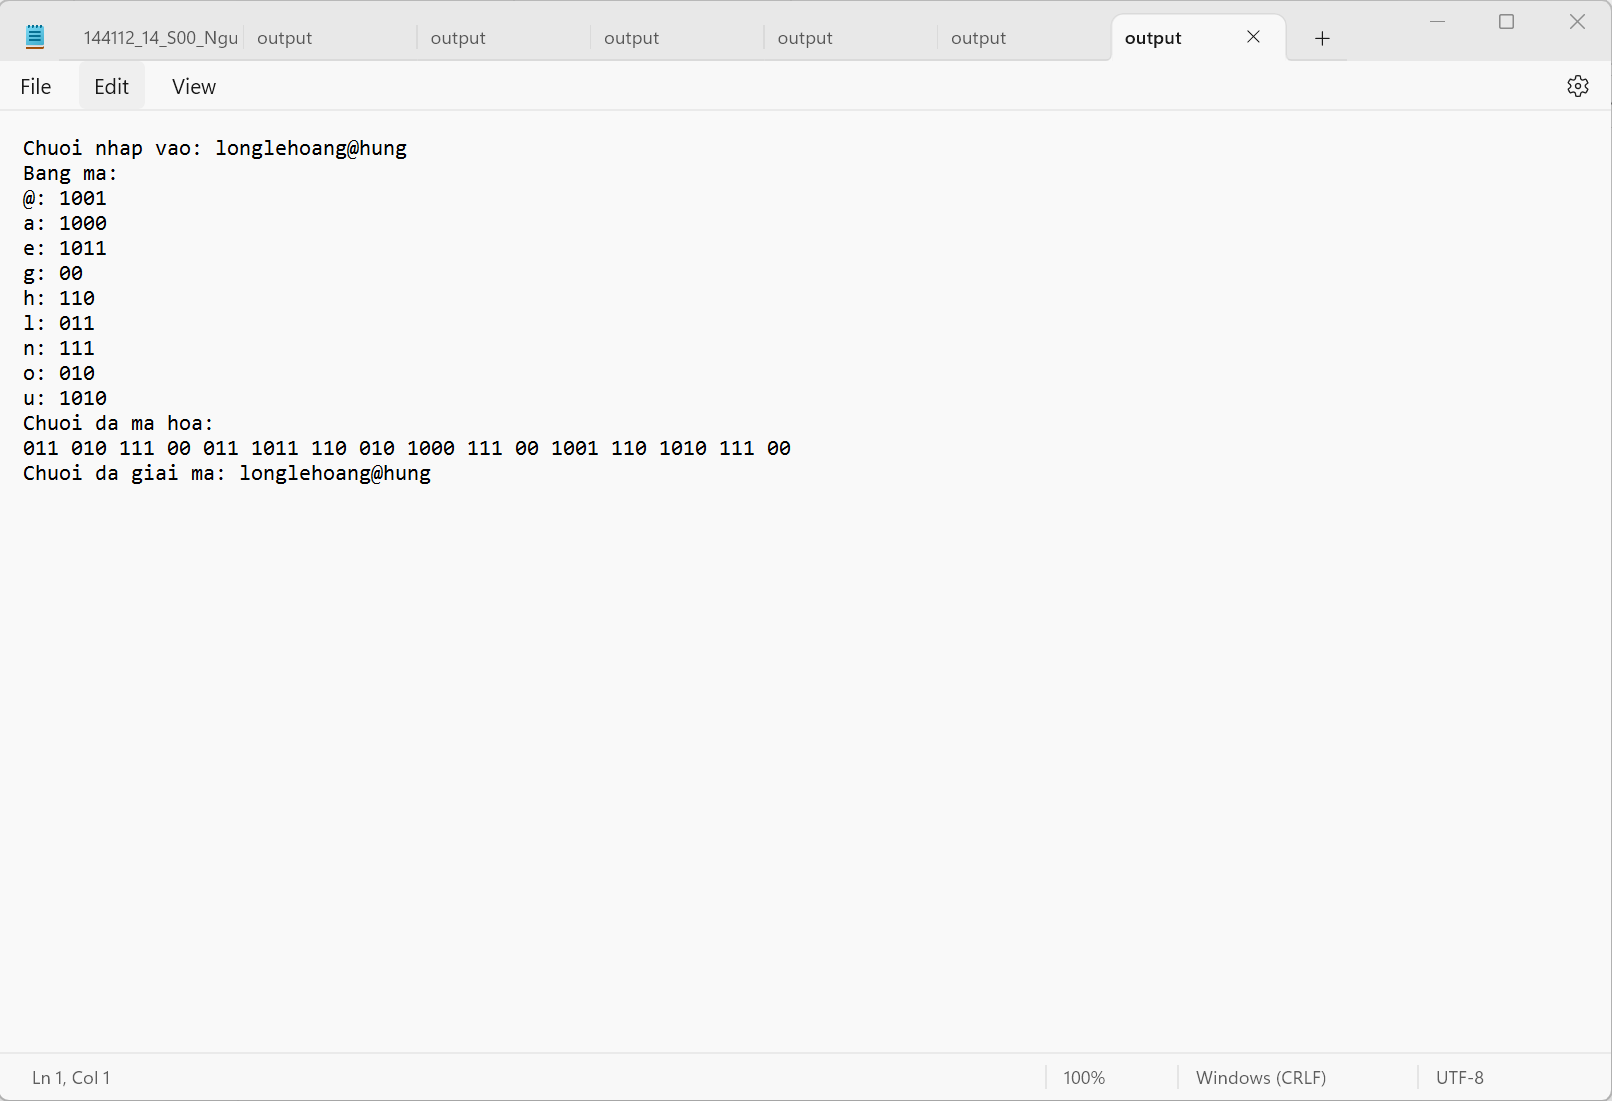 144112_14_S00_Ngu output output output output output output
File Edit View
Chuoi nhap vao: longlehoang@hung
Bang ma:
@: 1001
a: 1000
e: 1011
g: 00
h: 110
l: 011
n: 111
o: 010
u: 1010
Chuoi da ma hoa:
011 010 111 00 011 1011 110 010 1000 111 00 1001 110 1010 111 00
Chuoi da giai ma: longlehoang@hung
Ln 1, Col 1 100% Windows (CRLF) UTF-8